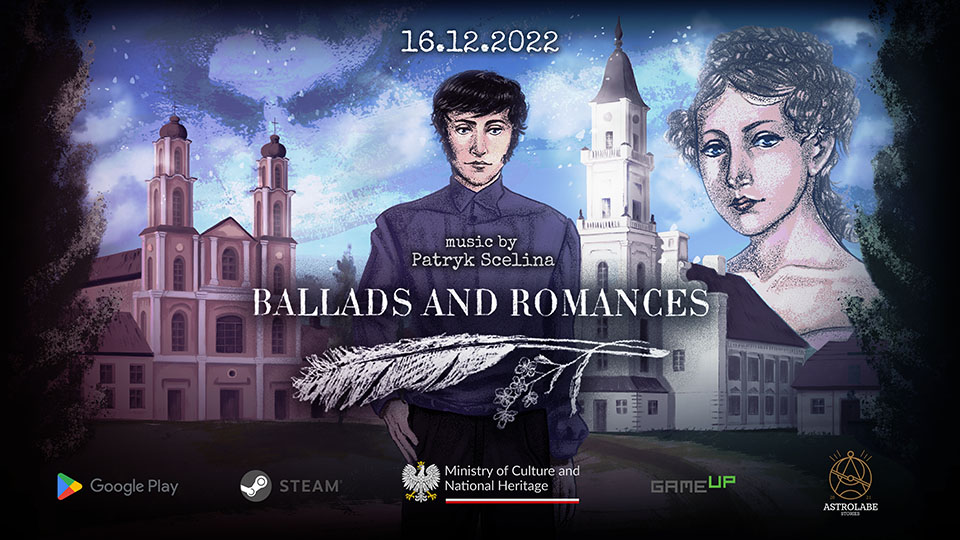 16.12.2022
music by
Patryk Scelina
BALLADS AND ROMANCES
Google Play
STEAM
Ministry of Culture and
National Heritage
GAMEUP
ASTROLABE
STORIES